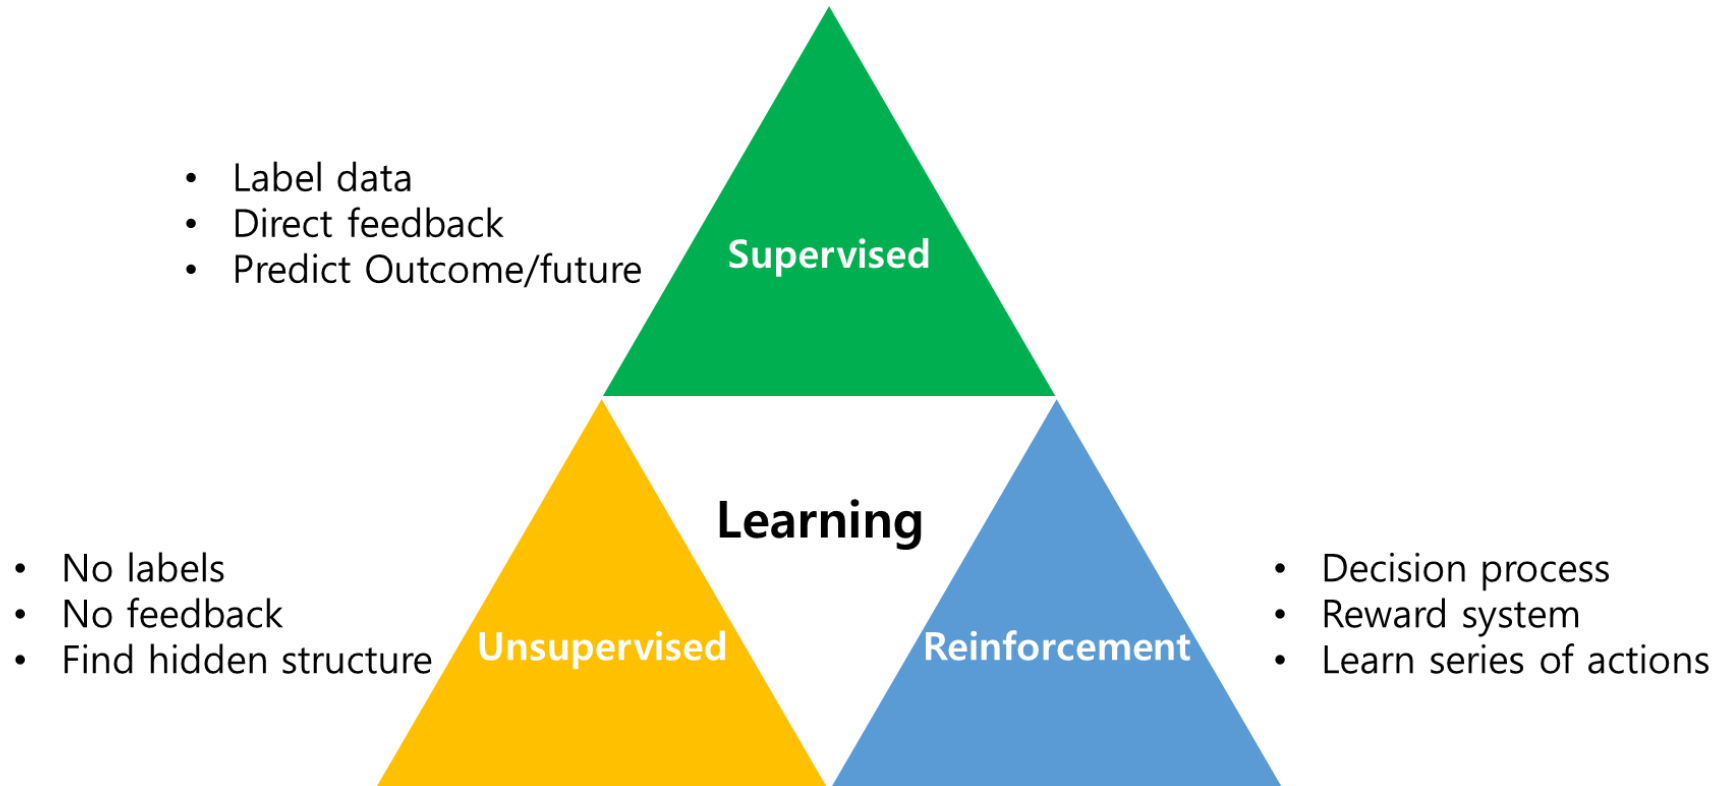 • Label data
• Direct feedback
• Predict Outcome/future
Supervised
Learning
• No labels
• No feedback
• Find hidden structure
Unsupervised
Reinforcement
• Decision process
• Reward system
• Learn series of actions